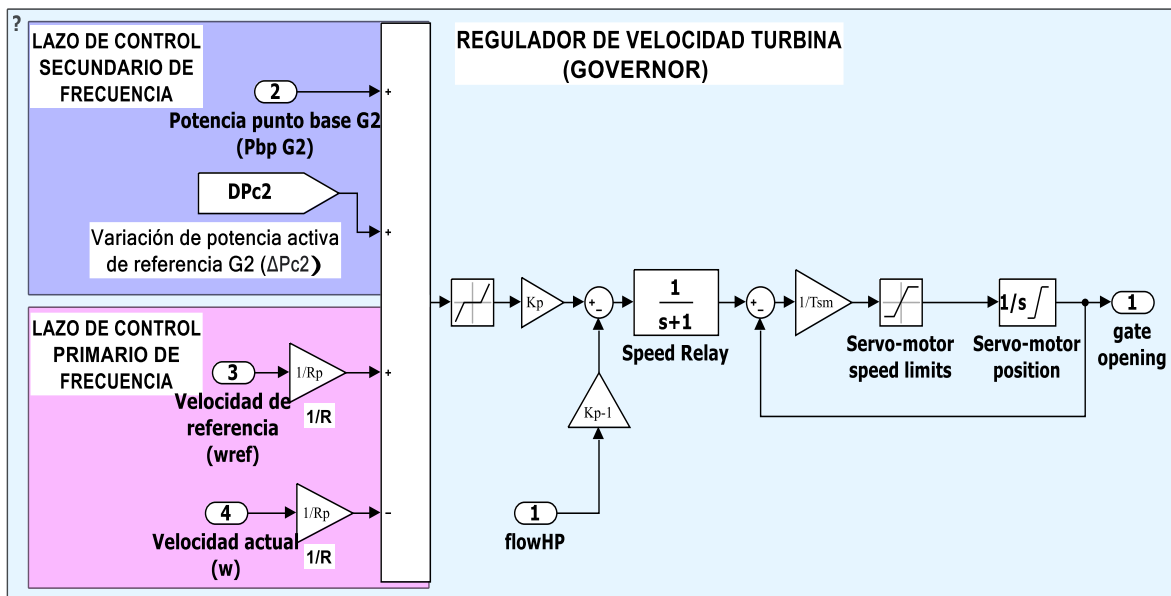 ?
LAZO DE CONTROL
SECUNDARIO DE
FRECUENCIA
REGULADOR DE VELOCIDAD TURBINA
(GOVERNOR)
2
+
Potencia punto base G2
(Pbp G2)
DPc2
+
Variación de potencia activa
de referencia G2 (ΔPc2)
LAZO DE CONTROL
PRIMARIO DE
FRECUENCIA
3
1/Rp
+
1/R
Velocidad de
referencia
(wref)
4
1/Rp
−
1/R
Velocidad actual
(w)
Kp
+
−
1
s+1
Speed Relay
+
−
1/Tsm
Servo-motor
speed limits
1/s
Servo-motor
position
1
gate
opening
Kp-1
1
flowHP